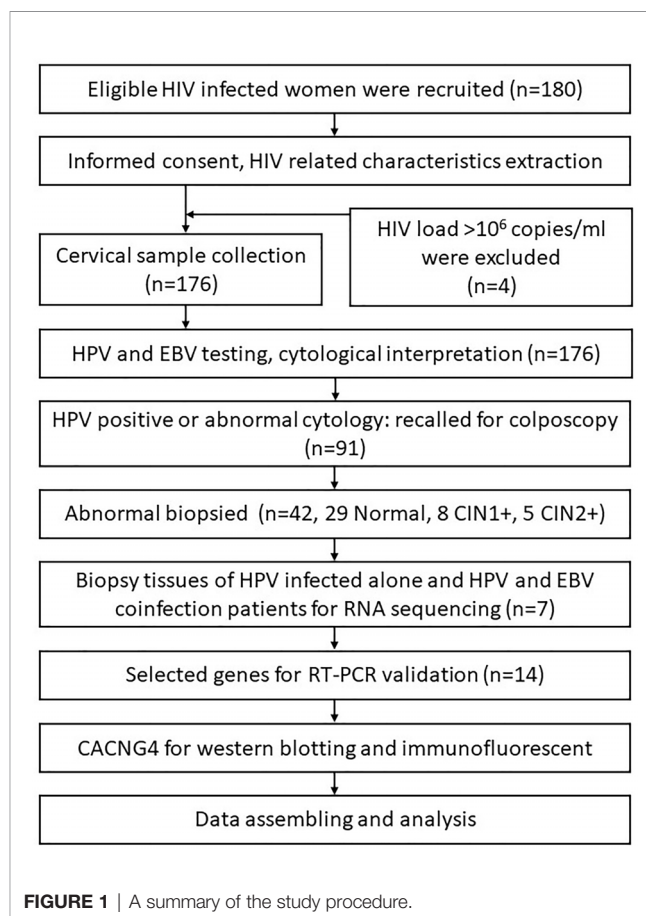 Eligible HIV infected women were recruited (n=180)
Informed consent, HIV related characteristics extraction
HIV load >10⁶ copies/ml
were excluded
(n=4)
Cervical sample collection
(n=176)
HPV and EBV testing, cytological interpretation (n=176)
HPV positive or abnormal cytology: recalled for colposcopy
(n=91)
Abnormal biopsied (n=42, 29 Normal, 8 CIN1+, 5 CIN2+)
Biopsy tissues of HPV infected alone and HPV and EBV
coinfection patients for RNA sequencing (n=7)
Selected genes for RT-PCR validation (n=14)
CACNG4 for western blotting and immunofluorescent
Data assembling and analysis
FIGURE 1 | A summary of the study procedure.